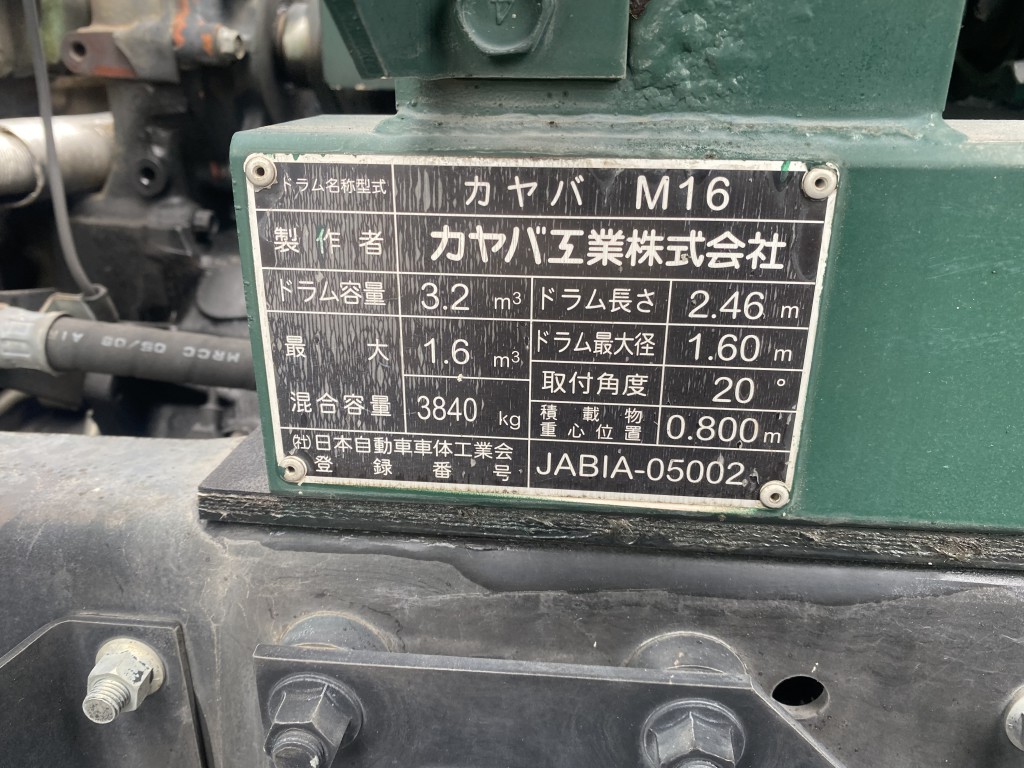 ドラム名称型式 カヤバ M16
製作者 カヤバ工業株式会社
ドラム容量 3.2 m³ ドラム長さ 2.46 m
最大 1.6 m³ ドラム最大径 1.60 m
取付角度 20°
混合容量 3840 kg 積載物重心位置 0.800m
(社)日本自動車車体工業会
登録番号 JABIA-05002
MRCC 05/09